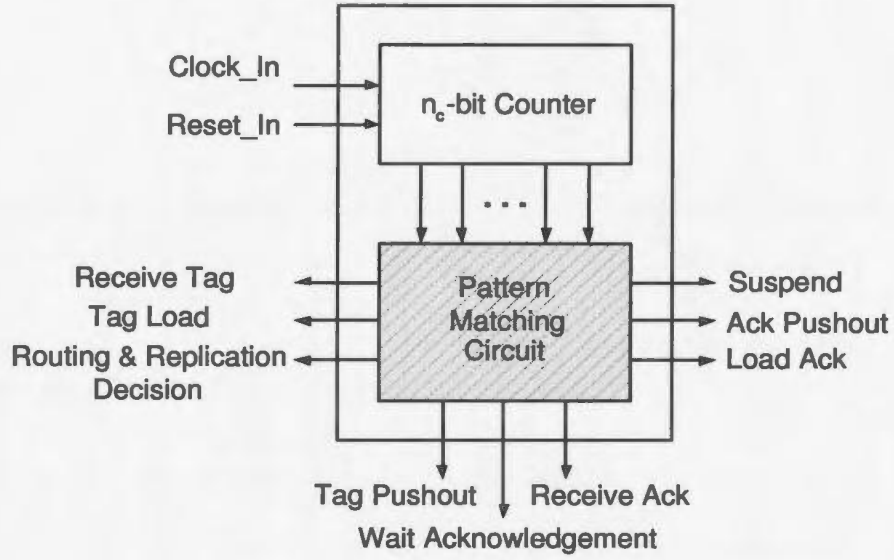 Clock_In
Reset_In
n_c-bit Counter
...
Receive Tag
Tag Load
Routing & Replication
Decision
Pattern
Matching
Circuit
Suspend
Ack Pushout
Load Ack
Tag Pushout
Receive Ack
Wait Acknowledgement